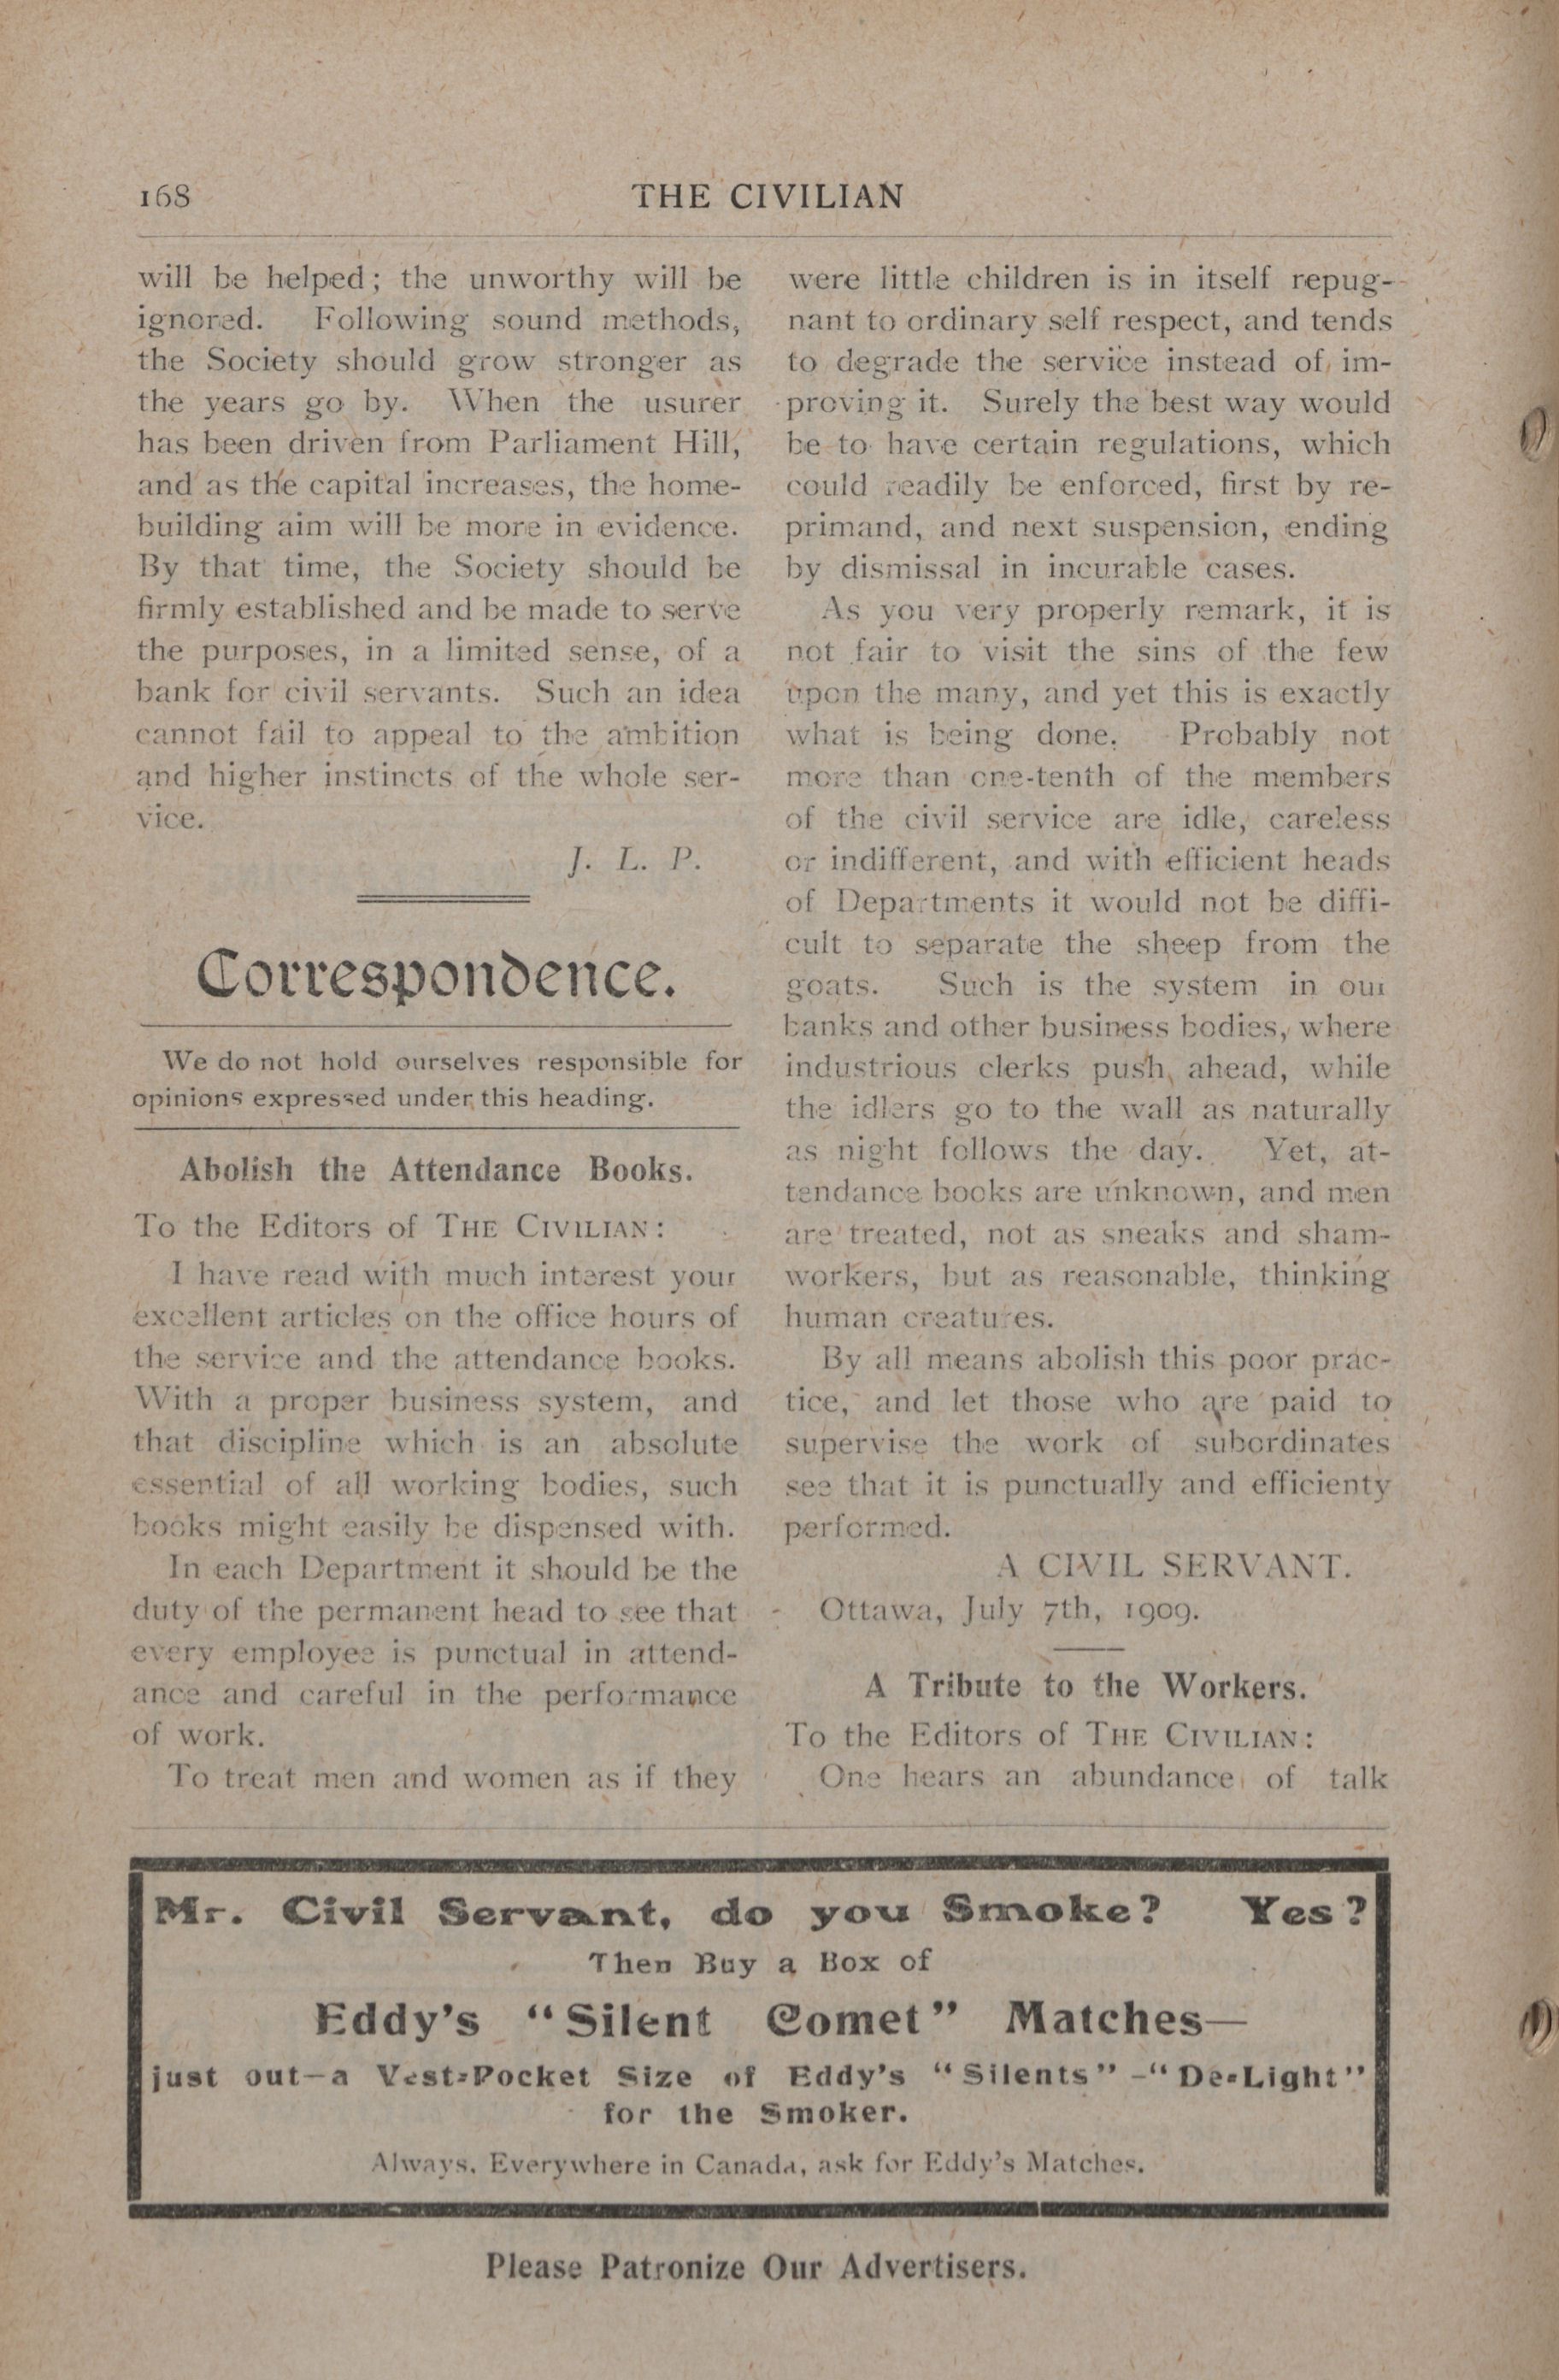 168
THE CIVILIAN
will be helped; the unworthy will be
ignored. Following sound methods,
the Society should grow stronger as
the years go by. When the usurer
has been driven from Parliament Hill,
and as the capital increases, the home-
building aim will be more in evidence.
By that time, the Society should be
firmly established and be made to serve
the purposes, in a limited sense, of a
bank for civil servants. Such an idea
cannot fail to appeal to the ambition
and higher instincts of the whole ser-
vice.
J. L. P.
Correspondence.
We do not hold ourselves responsible for
opinions expressed under this heading.
Abolish the Attendance Books.
To the Editors of THE CIVILIAN:
I have read with much interest your
excellent articles on the office hours of
the service and the attendance books.
With a proper business system, and
that discipline which is an absolute
essential of all working bodies, such
books might easily be dispensed with.
In each Department it should be the
duty of the permanent head to see that
every employee is punctual in attend-
ance and careful in the performance
of work.
To treat men and women as if they
were little children is in itself repug-
nant to ordinary self respect, and tends
to degrade the service instead of im-
proving it. Surely the best way would
be to have certain regulations, which
could readily be enforced, first by re-
primand, and next suspension, ending
by dismissal in incurable cases.
As you very properly remark, it is
not fair to visit the sins of the few
upon the many, and yet this is exactly
what is being done. Probably not
more than one-tenth of the members
of the civil service are idle, careless
or indifferent, and with efficient heads
of Departments it would not be diffi-
cult to separate the sheep from the
goats. Such is the system in our
banks and other business bodies, where
industrious clerks push ahead, while
the idlers go to the wall as naturally
as night follows the day. Yet, at-
tendance books are unknown, and men
are treated, not as sneaks and sham-
workers, but as reasonable, thinking
human creatures.
By all means abolish this poor prac-
tice, and let those who are paid to
supervise the work of subordinates
see that it is punctually and efficienty
performed.
A CIVIL SERVANT.
Ottawa, July 7th, 1909.
A Tribute to the Workers.
To the Editors of THE CIVILIAN:
One hears an abundance of talk
Mr. Civil Servant, do you Smoke? Yes?
Then Buy a Box of
Eddy's "Silent Comet" Matches—
just out—a Vest-Pocket Size of Eddy's "Silents" -"De-Light"
for the Smoker.
Always, Everywhere in Canada, ask for Eddy's Matches.
Please Patronize Our Advertisers.